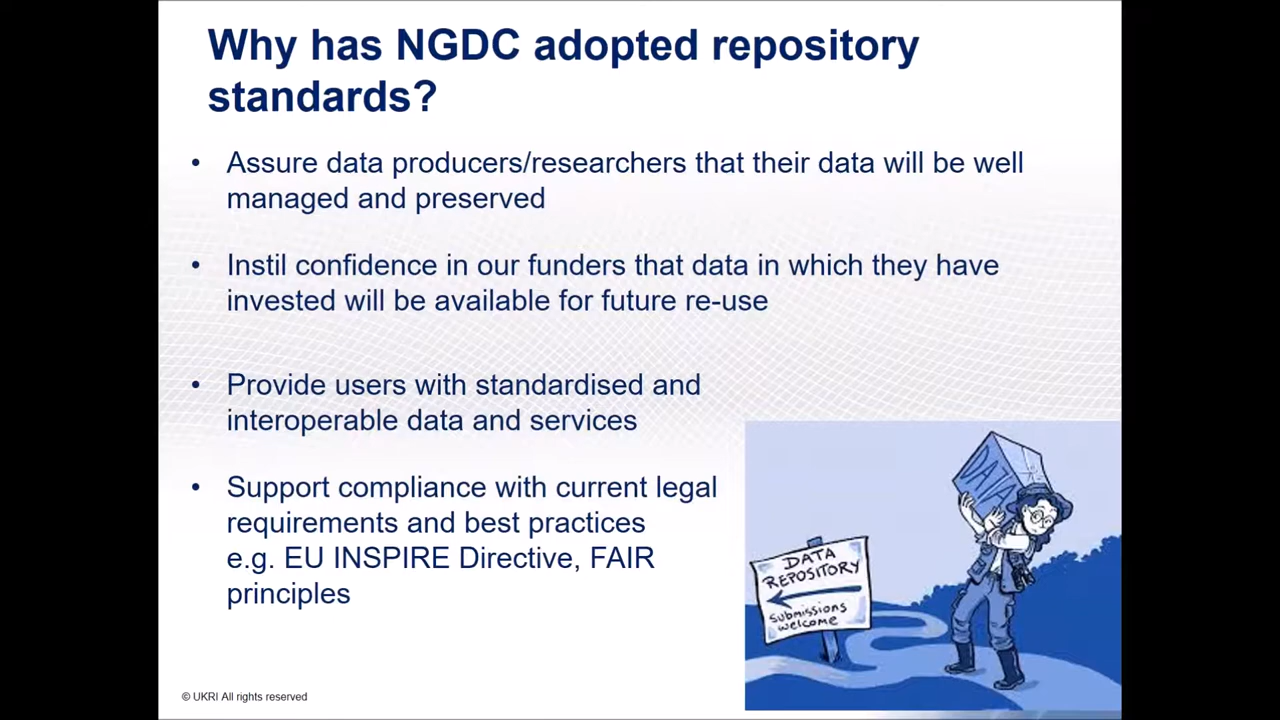 Why has NGDC adopted repository
standards?
• Assure data producers/researchers that their data will be well
managed and preserved
• Instil confidence in our funders that data in which they have
invested will be available for future re-use
• Provide users with standardised and
interoperable data and services
• Support compliance with current legal
requirements and best practices
e.g. EU INSPIRE Directive, FAIR
principles
DATA
DATA
REPOSITORY
submissions
welcome
© UKRI All rights reserved